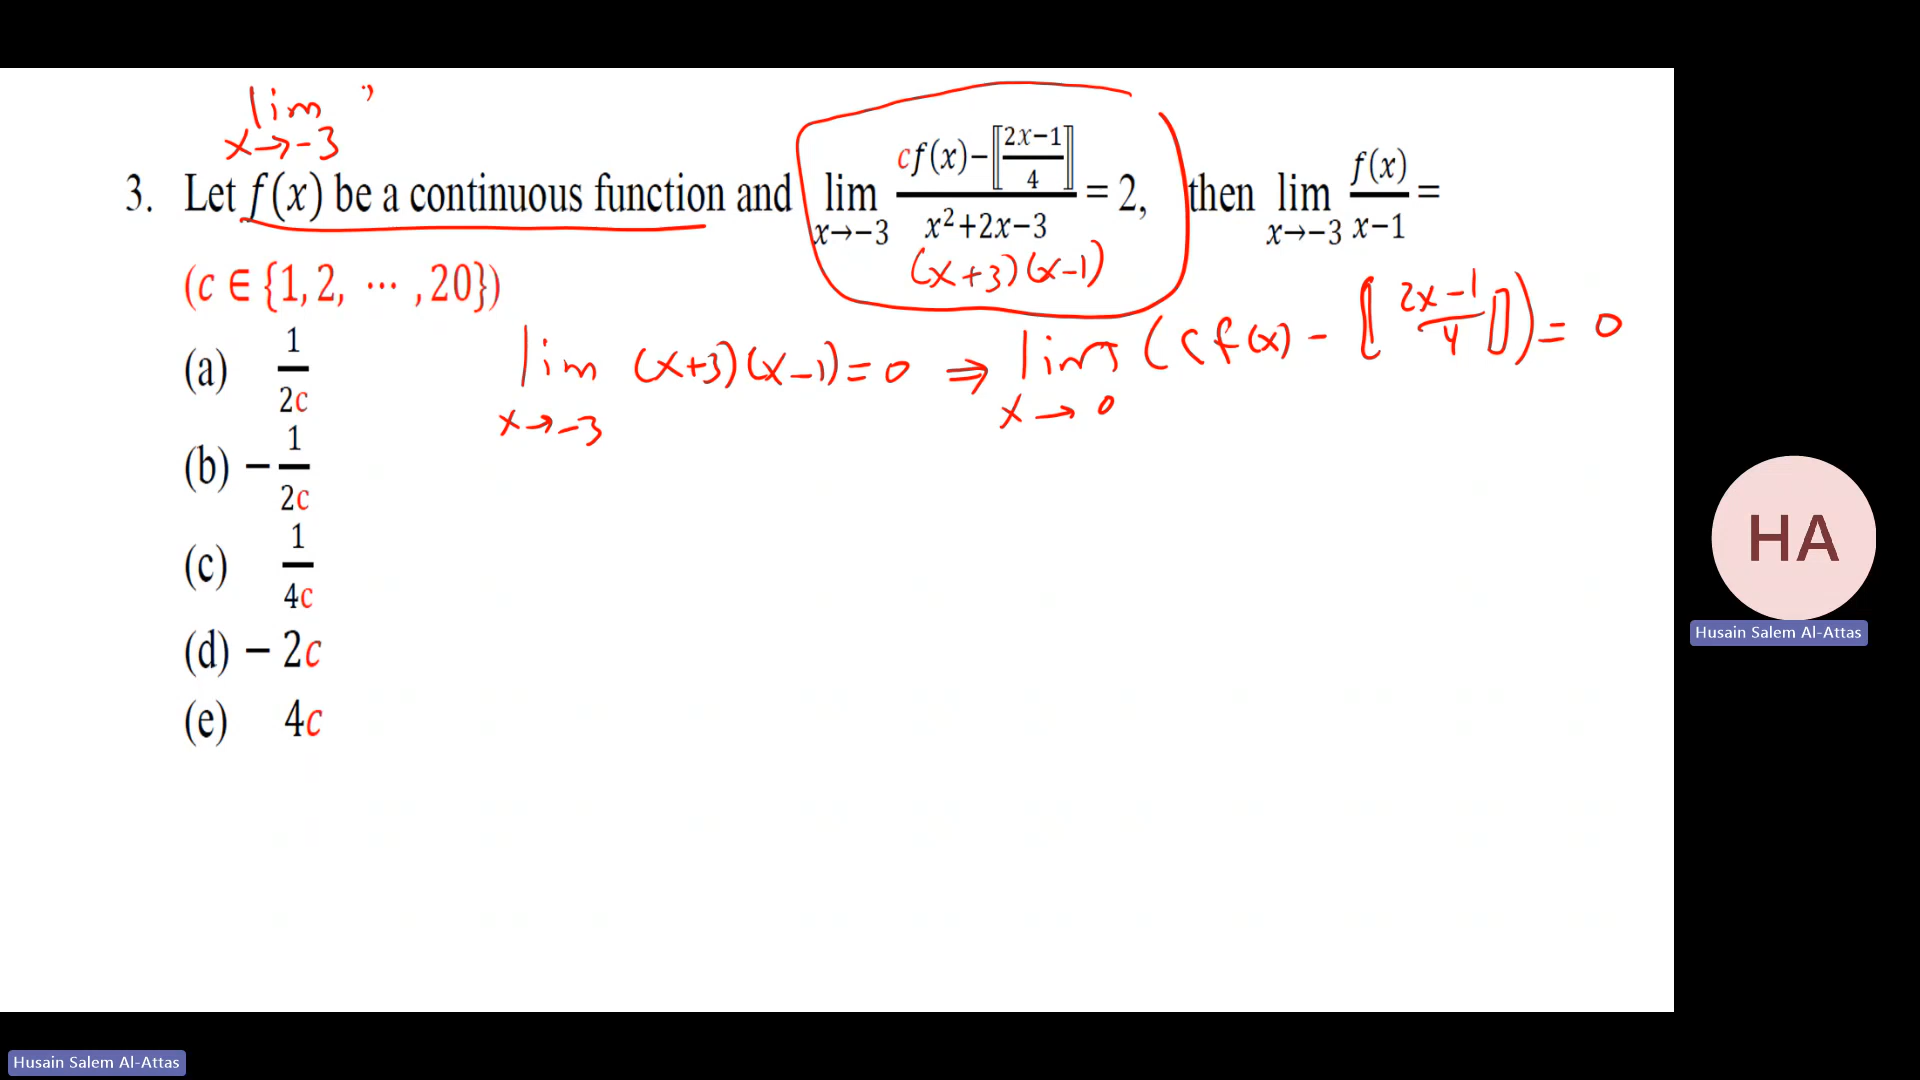 lim
x→-3
3. Let f(x) be a continuous function and lim x→−3 (cf(x)−⟦(2x−1)/4⟧)/(x²+2x−3) = 2, then lim x→−3 f(x)/(x−1) =
(x+3)(x-1)
(c ∈ {1, 2, ⋯ , 20})
lim x→-3 (x+3)(x-1) = 0 ⇒ lim x→0 (cf(x) - ⟦(2x-1)/4⟧) = 0
(a) 1/2c
(b) − 1/2c
(c) 1/4c
(d) − 2c
(e) 4c
HA
Husain Salem Al-Attas
Husain Salem Al-Attas